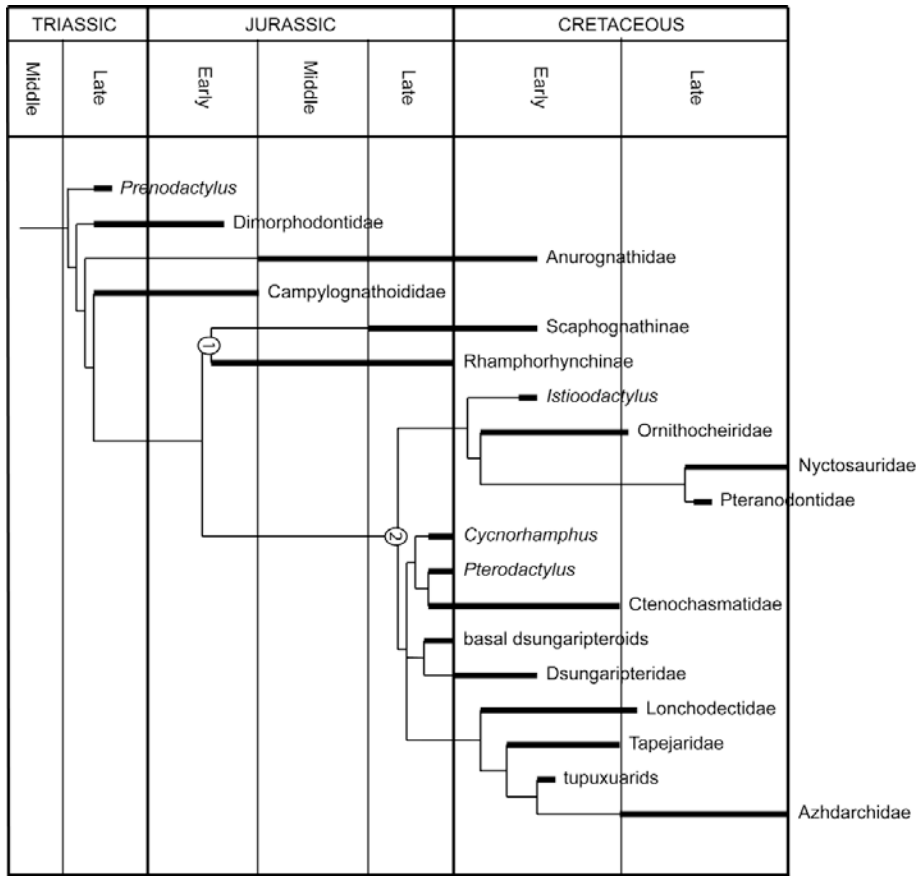 TRIASSIC JURASSIC CRETACEOUS
Middle Late Early Middle Late Early Late
Prenodactylus
Dimorphodontidae
Anurognathidae
Campylognathoididae
Scaphognathinae
1
Rhamphorhynchinae
Istioodactylus
Ornithocheiridae
Nyctosauridae
Pteranodontidae
2
Cycnorhamphus
Pterodactylus
Ctenochasmatidae
basal dsungaripteroids
Dsungaripteridae
Lonchodectidae
Tapejaridae
tupuxuarids
Azhdarchidae